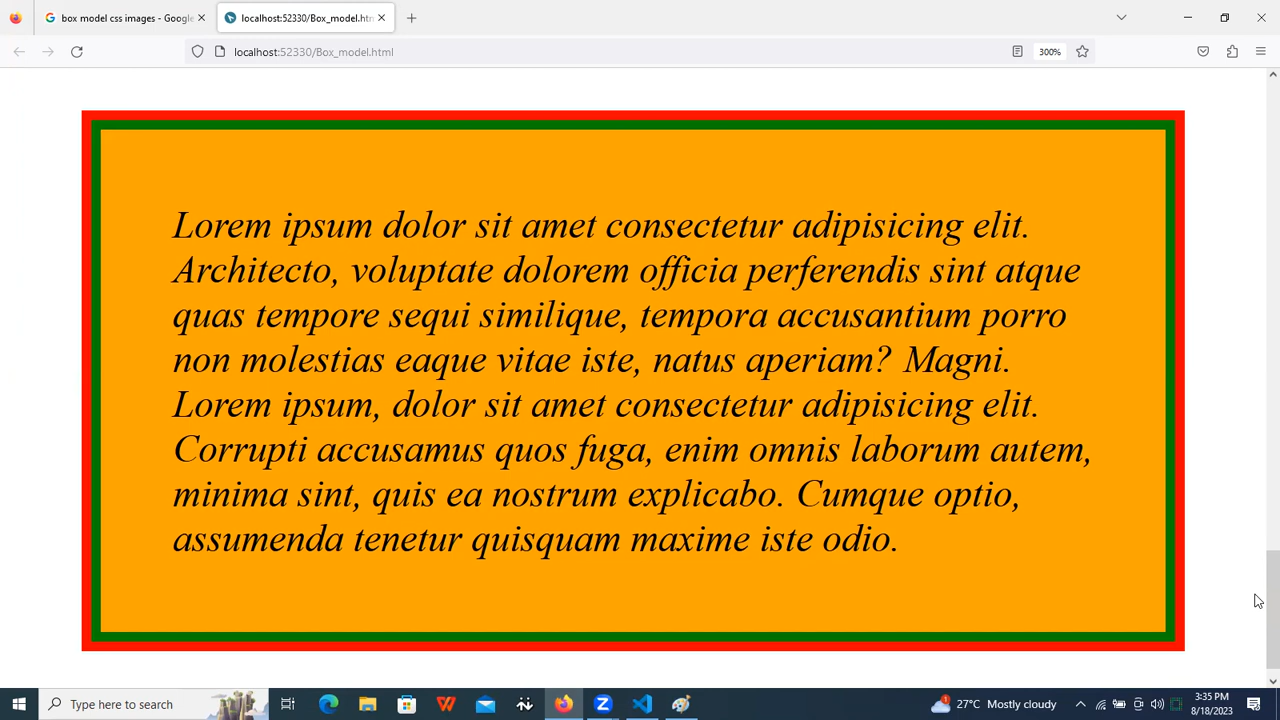 box model css images - Google
localhost:52330/Box_model.htm
localhost:52330/Box_model.html
300%
Lorem ipsum dolor sit amet consectetur adipisicing elit.
Architecto, voluptate dolorem officia perferendis sint atque
quas tempore sequi similique, tempora accusantium porro
non molestias eaque vitae iste, natus aperiam? Magni.
Lorem ipsum, dolor sit amet consectetur adipisicing elit.
Corrupti accusamus quos fuga, enim omnis laborum autem,
minima sint, quis ea nostrum explicabo. Cumque optio,
assumenda tenetur quisquam maxime iste odio.
Type here to search
27°C Mostly cloudy
3:35 PM
8/18/2023